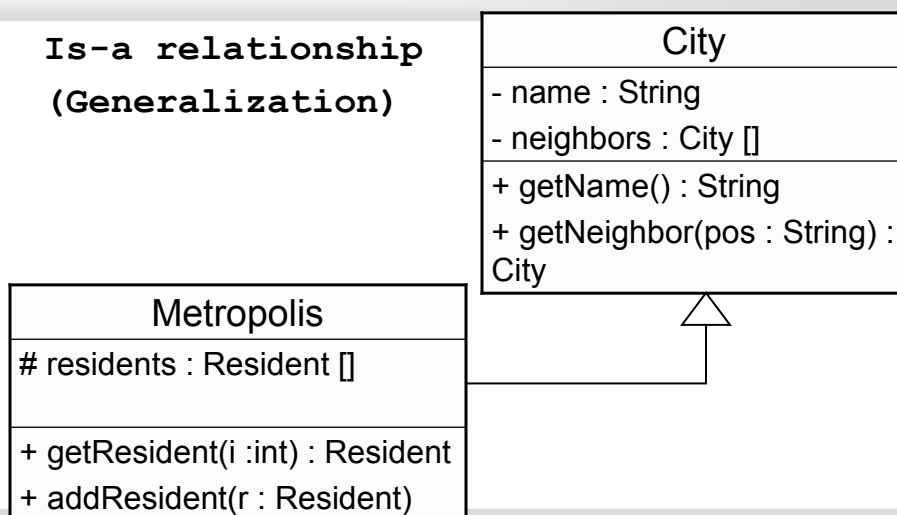 Is-a relationship
(Generalization)
City
- name : String
- neighbors : City []
+ getName() : String
+ getNeighbor(pos : String) :
City
Metropolis
# residents : Resident []
+ getResident(i :int) : Resident
+ addResident(r : Resident)